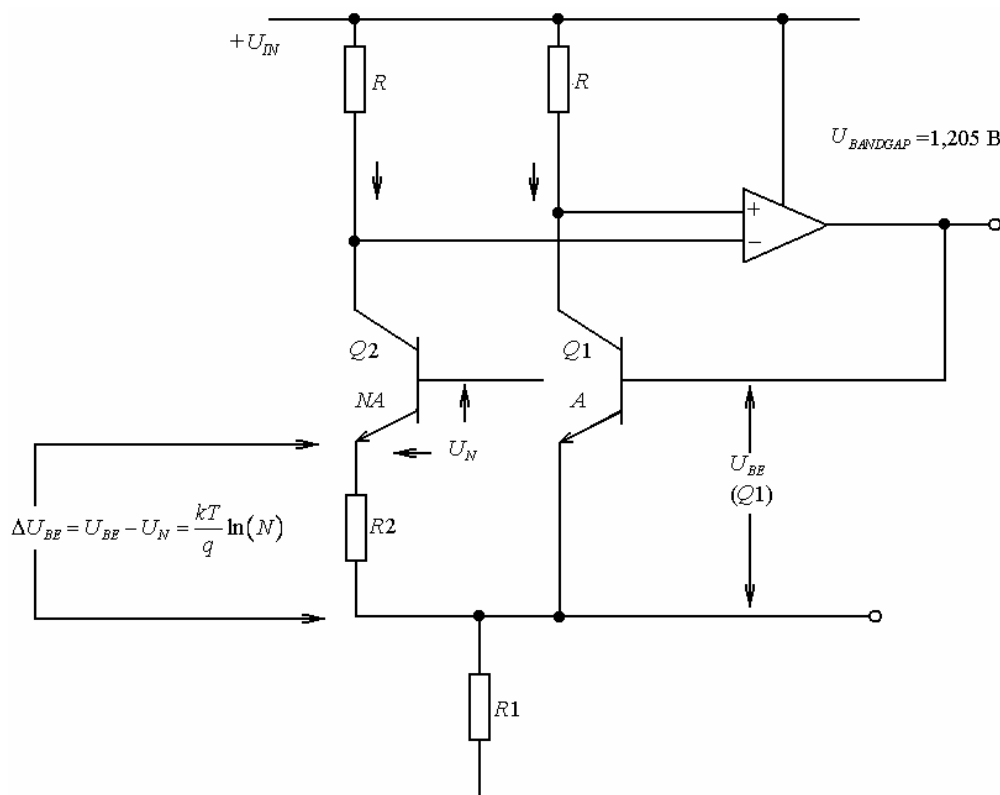 +U_IN
R
R
U_BANDGAP =1,205 В
+
−
Q2
Q1
NA
A
U_N
U_BE
(Q1)
ΔU_BE = U_BE − U_N = kT/q ln(N)
R2
R1